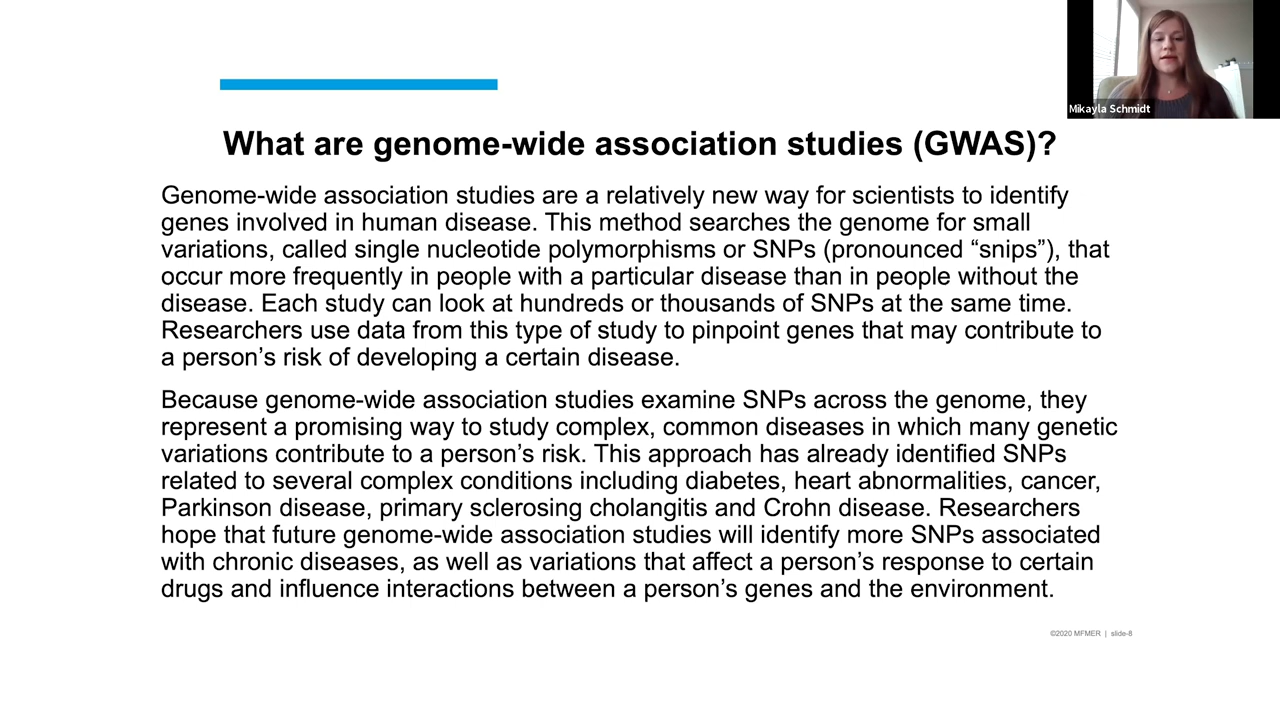 Mikayla Schmidt
What are genome-wide association studies (GWAS)?
Genome-wide association studies are a relatively new way for scientists to identify
genes involved in human disease. This method searches the genome for small
variations, called single nucleotide polymorphisms or SNPs (pronounced “snips”), that
occur more frequently in people with a particular disease than in people without the
disease. Each study can look at hundreds or thousands of SNPs at the same time.
Researchers use data from this type of study to pinpoint genes that may contribute to
a person’s risk of developing a certain disease.
Because genome-wide association studies examine SNPs across the genome, they
represent a promising way to study complex, common diseases in which many genetic
variations contribute to a person’s risk. This approach has already identified SNPs
related to several complex conditions including diabetes, heart abnormalities, cancer,
Parkinson disease, primary sclerosing cholangitis and Crohn disease. Researchers
hope that future genome-wide association studies will identify more SNPs associated
with chronic diseases, as well as variations that affect a person’s response to certain
drugs and influence interactions between a person’s genes and the environment.
©2020 MFMER | slide-8